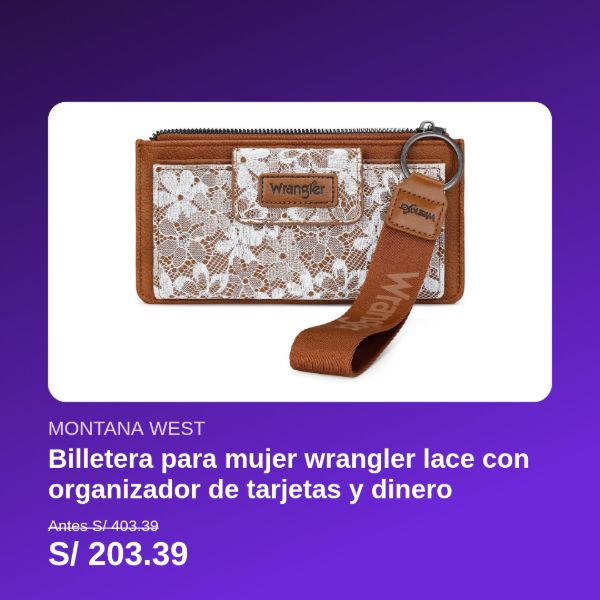 Wrangler
Wrangler
Wrangler
MONTANA WEST
Billetera para mujer wrangler lace con
organizador de tarjetas y dinero
Antes S/ 403.39
S/ 203.39